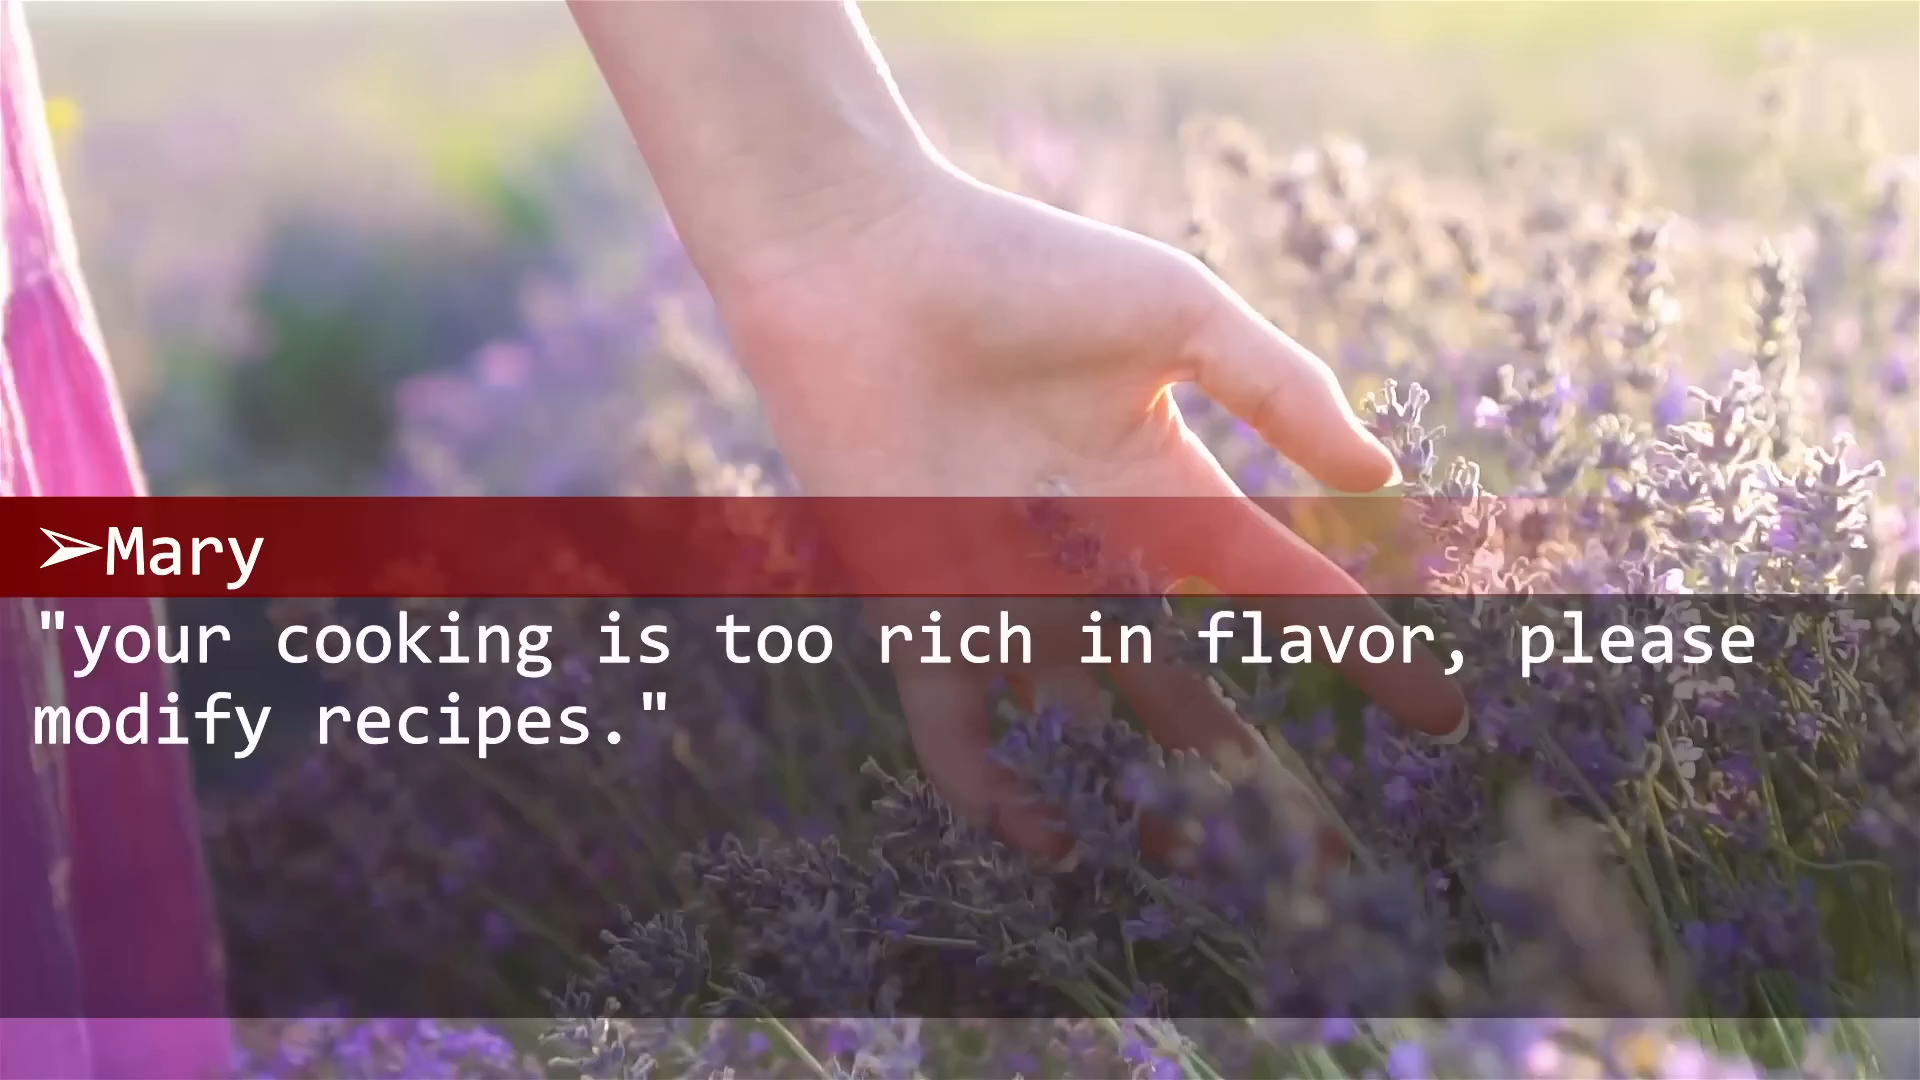 ➢Mary
"your cooking is too rich in flavor, please
modify recipes."